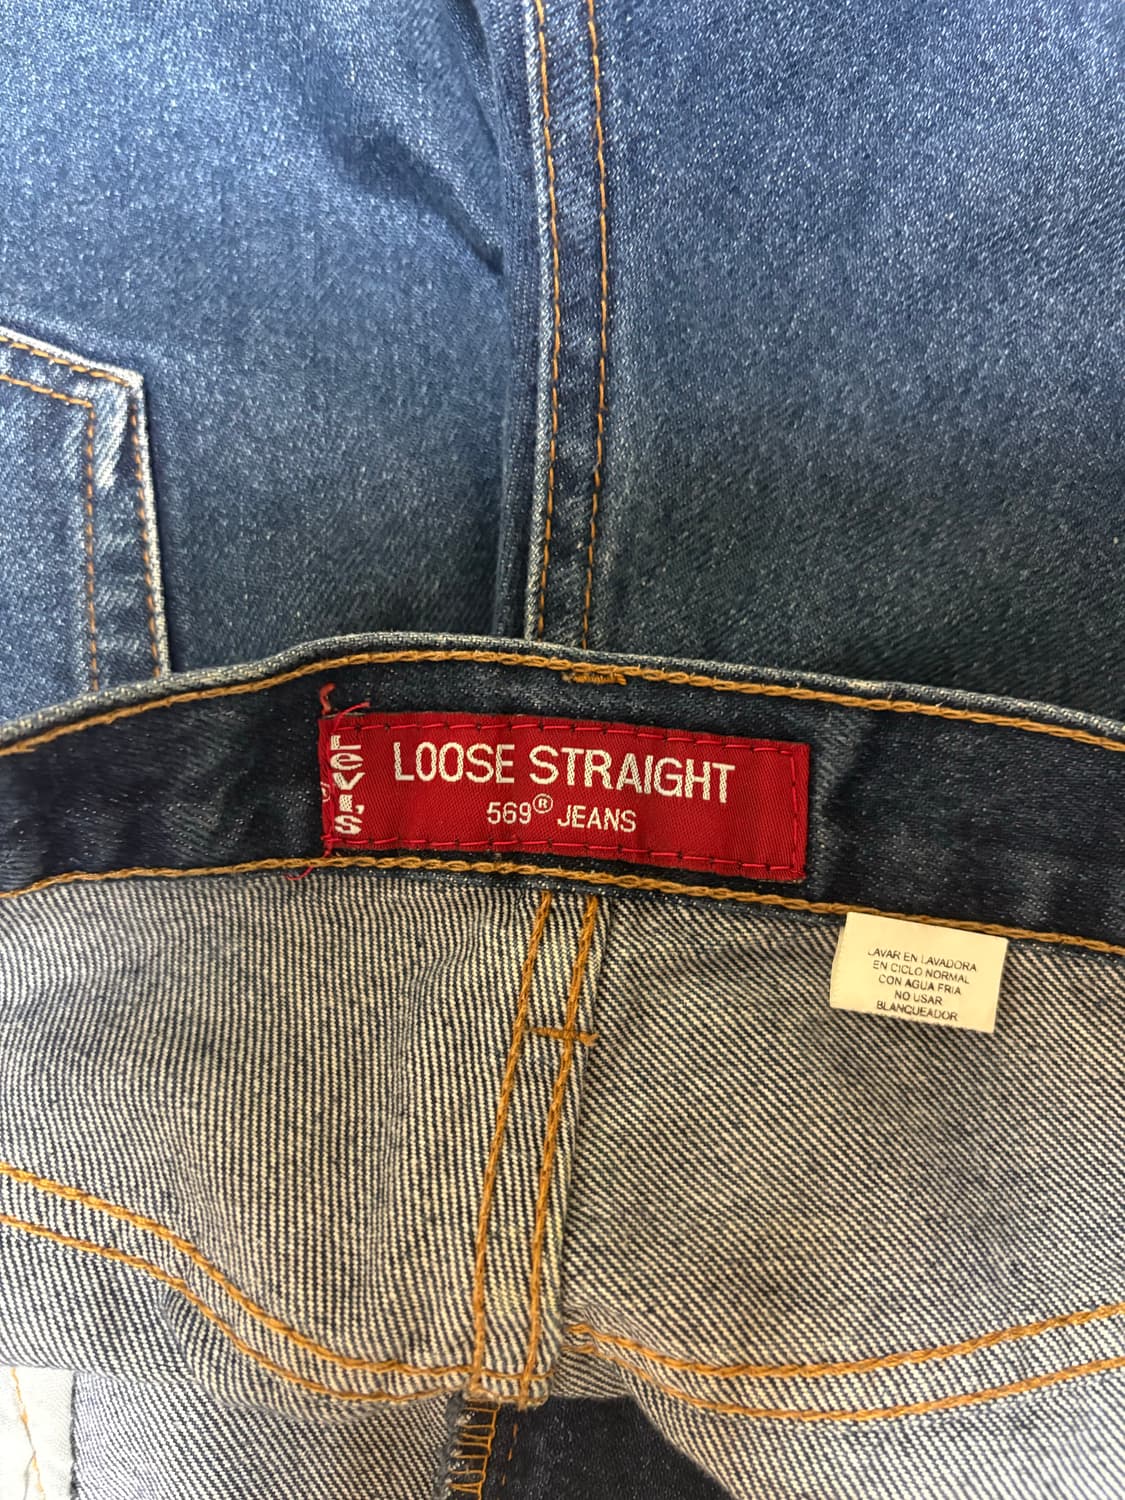 Levi's
®
LOOSE STRAIGHT
569® JEANS
LAVAR EN LAVADORA
EN CICLO NORMAL
CON AGUA FRIA
NO USAR
BLANQUEADOR